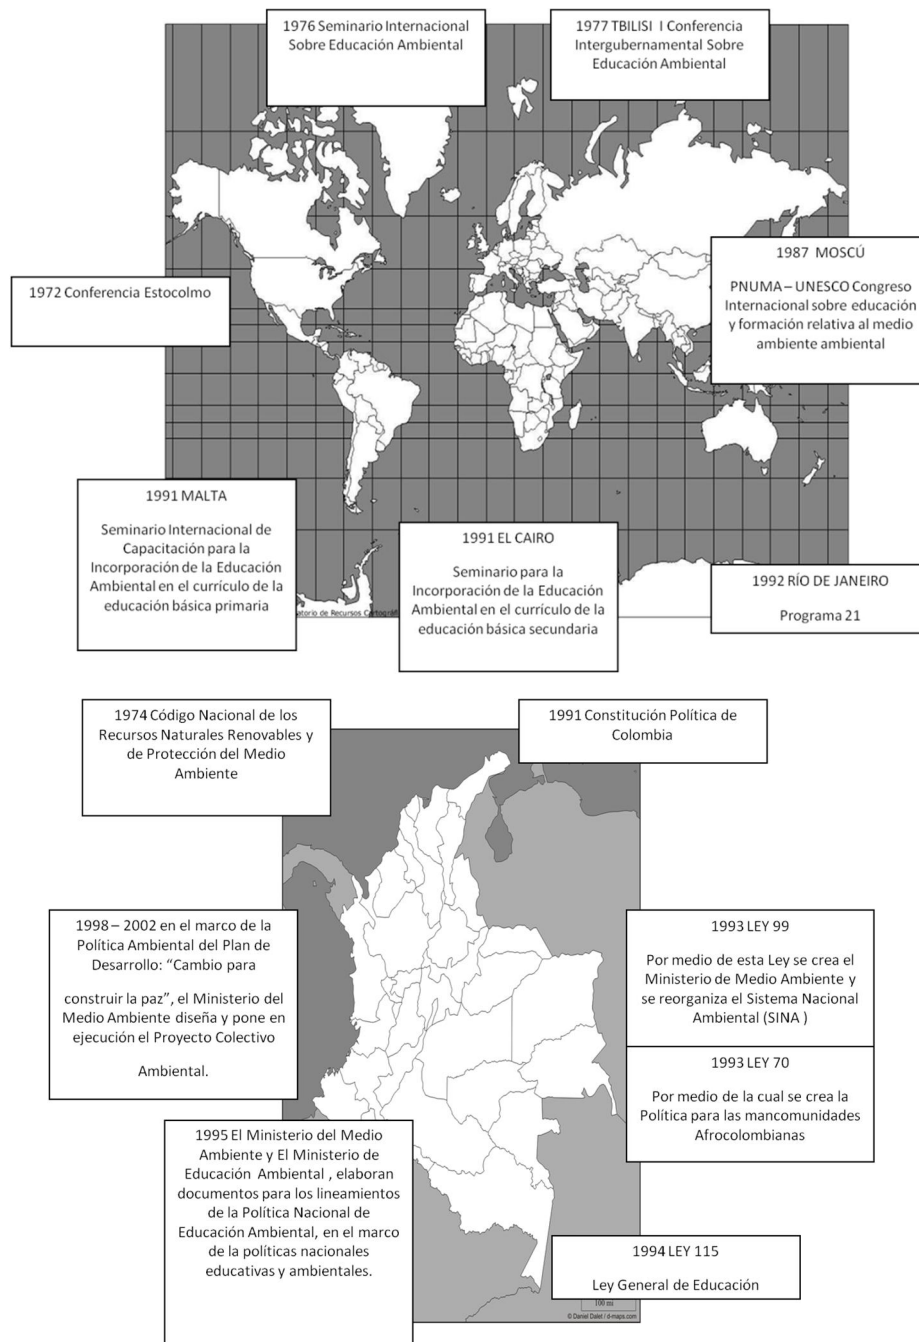 1976 Seminario Internacional
Sobre Educación Ambiental
1977 TBILISI I Conferencia
Intergubernamental Sobre
Educación Ambiental
1972 Conferencia Estocolmo
1987 MOSCÚ
PNUMA – UNESCO Congreso
Internacional sobre educación
y formación relativa al medio
ambiente ambiental
1991 MALTA
Seminario Internacional de
Capacitación para la
Incorporación de la Educación
Ambiental en el currículo de la
educación básica primaria
1991 EL CAIRO
Seminario para la
Incorporación de la Educación
Ambiental en el currículo de la
educación básica secundaria
1992 RÍO DE JANEIRO
Programa 21
atorio de Recursos Cartográf
1974 Código Nacional de los
Recursos Naturales Renovables y
de Protección del Medio
Ambiente
1991 Constitución Política de
Colombia
1998 – 2002 en el marco de la
Política Ambiental del Plan de
Desarrollo: “Cambio para
construir la paz”, el Ministerio del
Medio Ambiente diseña y pone en
ejecución el Proyecto Colectivo
Ambiental.
1993 LEY 99
Por medio de esta Ley se crea el
Ministerio de Medio Ambiente y
se reorganiza el Sistema Nacional
Ambiental (SINA )
1993 LEY 70
Por medio de la cual se crea la
Política para las mancomunidades
Afrocolombianas
1995 El Ministerio del Medio
Ambiente y El Ministerio de
Educación Ambiental , elaboran
documentos para los lineamientos
de la Política Nacional de
Educación Ambiental, en el marco
de la políticas nacionales
educativas y ambientales.
1994 LEY 115
Ley General de Educación
100 mi
© Daniel Dalet / d-maps.com